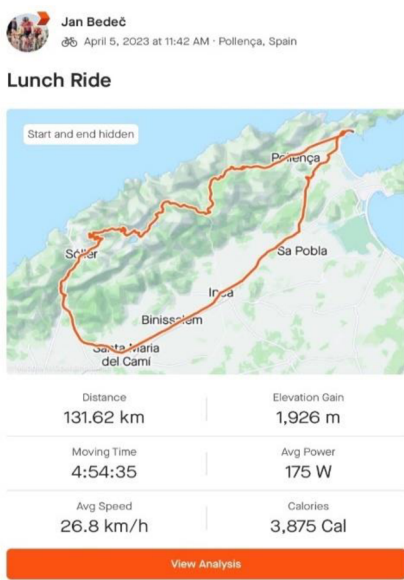 Jan Bedeč
April 5, 2023 at 11:42 AM · Pollença, Spain
Lunch Ride
Start and end hidden
Pollença
Sóller
Sa Pobla
Inca
Binissalem
Santa Maria
del Camí
Distance
131.62 km
Elevation Gain
1,926 m
Moving Time
4:54:35
Avg Power
175 W
Avg Speed
26.8 km/h
Calories
3,875 Cal
View Analysis